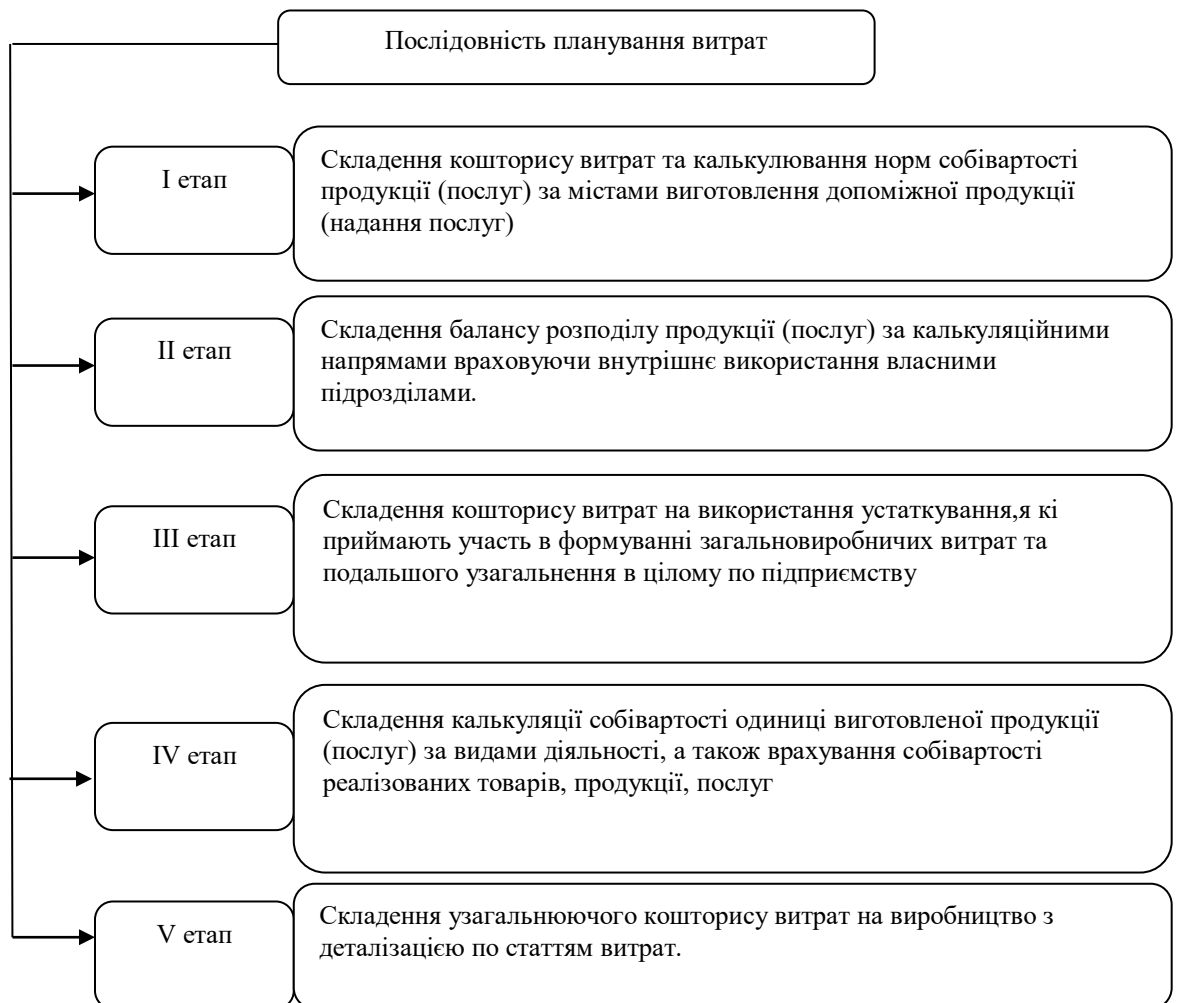 Послідовність планування витрат
І етап
Складення кошторису витрат та калькулювання норм собівартості
продукції (послуг) за містами виготовлення допоміжної продукції
(надання послуг)
ІІ етап
Складення балансу розподілу продукції (послуг) за калькуляційними
напрямами враховуючи внутрішнє використання власними
підрозділами.
ІІІ етап
Складення кошторису витрат на використання устаткування,я кі
приймають участь в формуванні загальновиробничих витрат та
подальшого узагальнення в цілому по підприємству
IV етап
Складення калькуляції собівартості одиниці виготовленої продукції
(послуг) за видами діяльності, а також врахування собівартості
реалізованих товарів, продукції, послуг
V етап
Складення узагальнюючого кошторису витрат на виробництво з
деталізацією по статтям витрат.